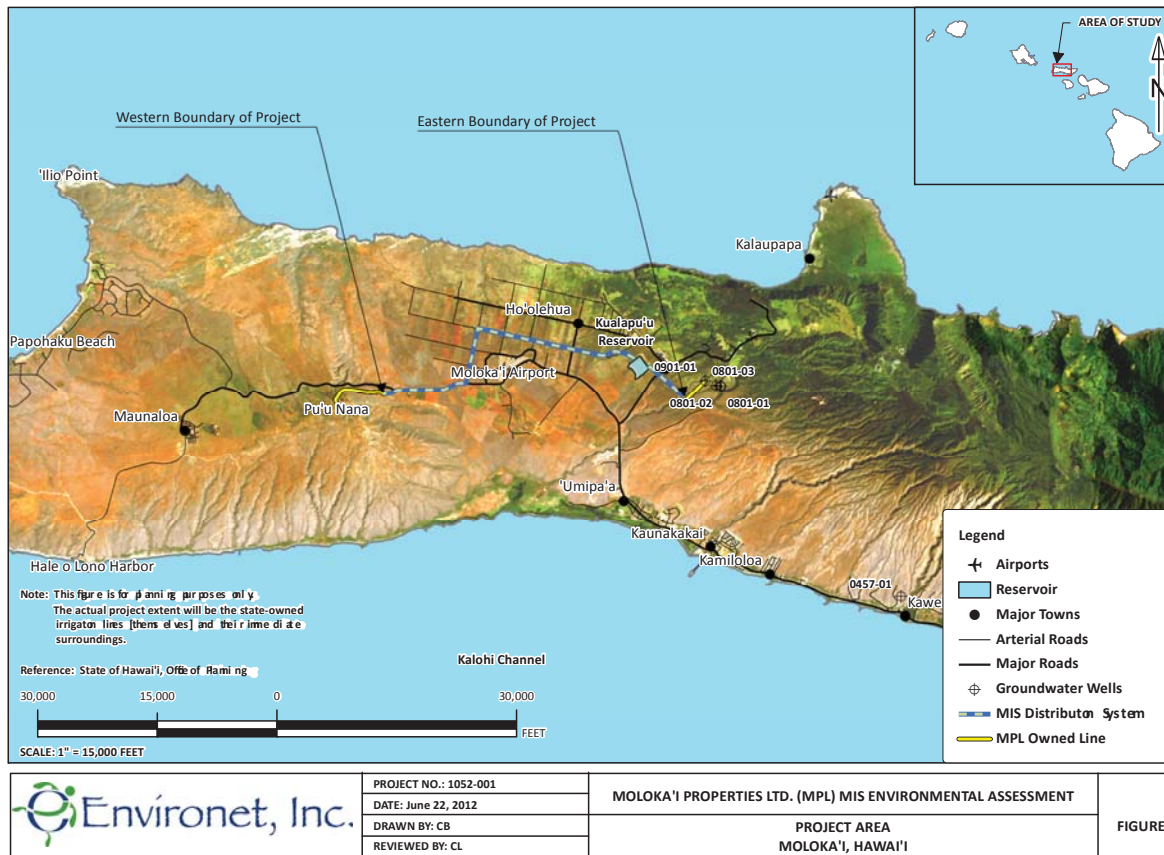 AREA OF STUDY
N
Western Boundary of Project
Eastern Boundary of Project
'Ilio Point
Kalaupapa
Ho'olehua
Kualapu'u
Reservoir
Papohaku Beach
Moloka'i Airport
0901-01
0801-03
0801-02
0801-01
Pu'u Nana
Maunaloa
'Umipa'a
Kaunakakai
Kamiloloa
0457-01
Kawe
Hale o Lono Harbor
Kalohi Channel
Note: This figure is for planning purposes only.
The actual project extent will be the state-owned
irrigaton lines [themselves] and their immediate
surroundings.
Reference: State of Hawai'i, Office of Planning
30,000
15,000
0
30,000
FEET
SCALE: 1" = 15,000 FEET
Legend
Airports
Reservoir
Major Towns
Arterial Roads
Major Roads
Groundwater Wells
MIS Distributon System
MPL Owned Line
Environet, Inc.
PROJECT NO.: 1052-001
DATE: June 22, 2012
DRAWN BY: CB
REVIEWED BY: CL
MOLOKA'I PROPERTIES LTD. (MPL) MIS ENVIRONMENTAL ASSESSMENT
PROJECT AREA
MOLOKA'I, HAWAI'I
FIGURE